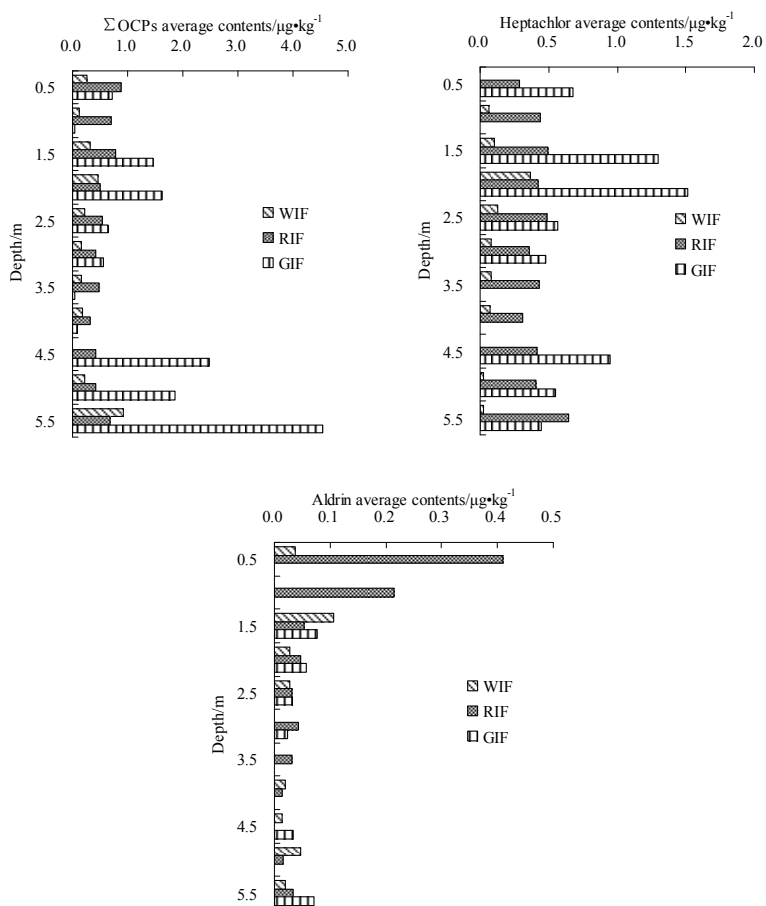 ΣOCPs average contents/μg•kg-1
0.0 1.0 2.0 3.0 4.0 5.0
0.5
1.5
2.5
3.5
4.5
5.5
Depth/m
WIF
RIF
GIF
Heptachlor average contents/μg•kg-1
0.0 0.5 1.0 1.5 2.0
0.5
1.5
2.5
3.5
4.5
5.5
Depth/m
WIF
RIF
GIF
Aldrin average contents/μg•kg-1
0.0 0.1 0.2 0.3 0.4 0.5
0.5
1.5
2.5
3.5
4.5
5.5
Depth/m
WIF
RIF
GIF